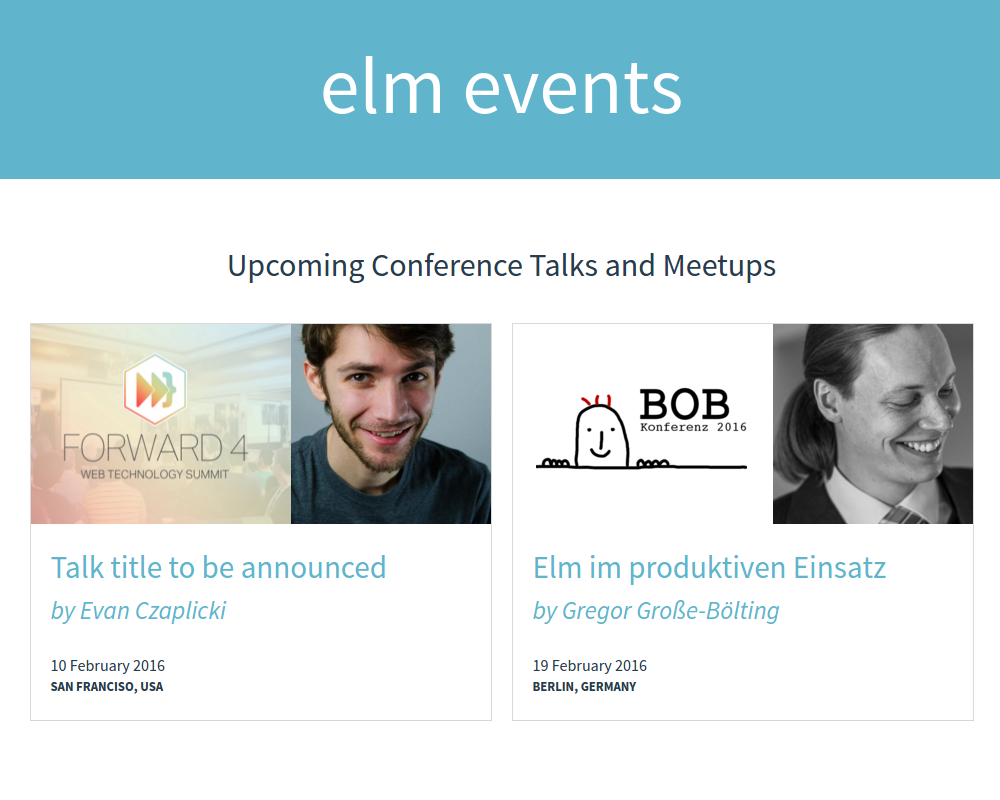 elm events
Upcoming Conference Talks and Meetups
FORWARD 4
WEB TECHNOLOGY SUMMIT
BOB
Konferenz 2016
Talk title to be announced
by Evan Czaplicki
10 February 2016
SAN FRANCISO, USA
Elm im produktiven Einsatz
by Gregor Große-Bölting
19 February 2016
BERLIN, GERMANY